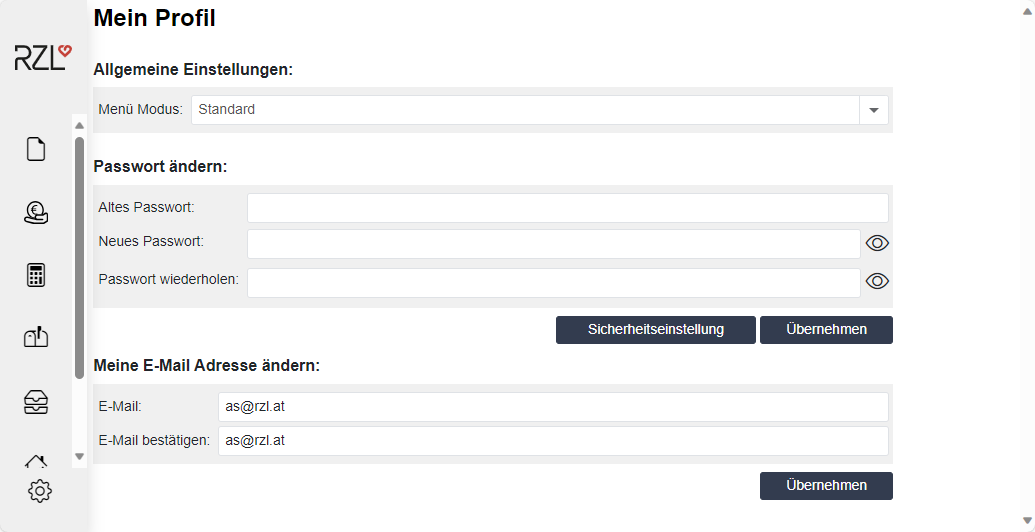 Mein Profil
RZL
Allgemeine Einstellungen:
Menü Modus: Standard
Passwort ändern:
Altes Passwort:
Neues Passwort:
Passwort wiederholen:
Sicherheitseinstellung Übernehmen
Meine E-Mail Adresse ändern:
E-Mail: as@rzl.at
E-Mail bestätigen: as@rzl.at
Übernehmen